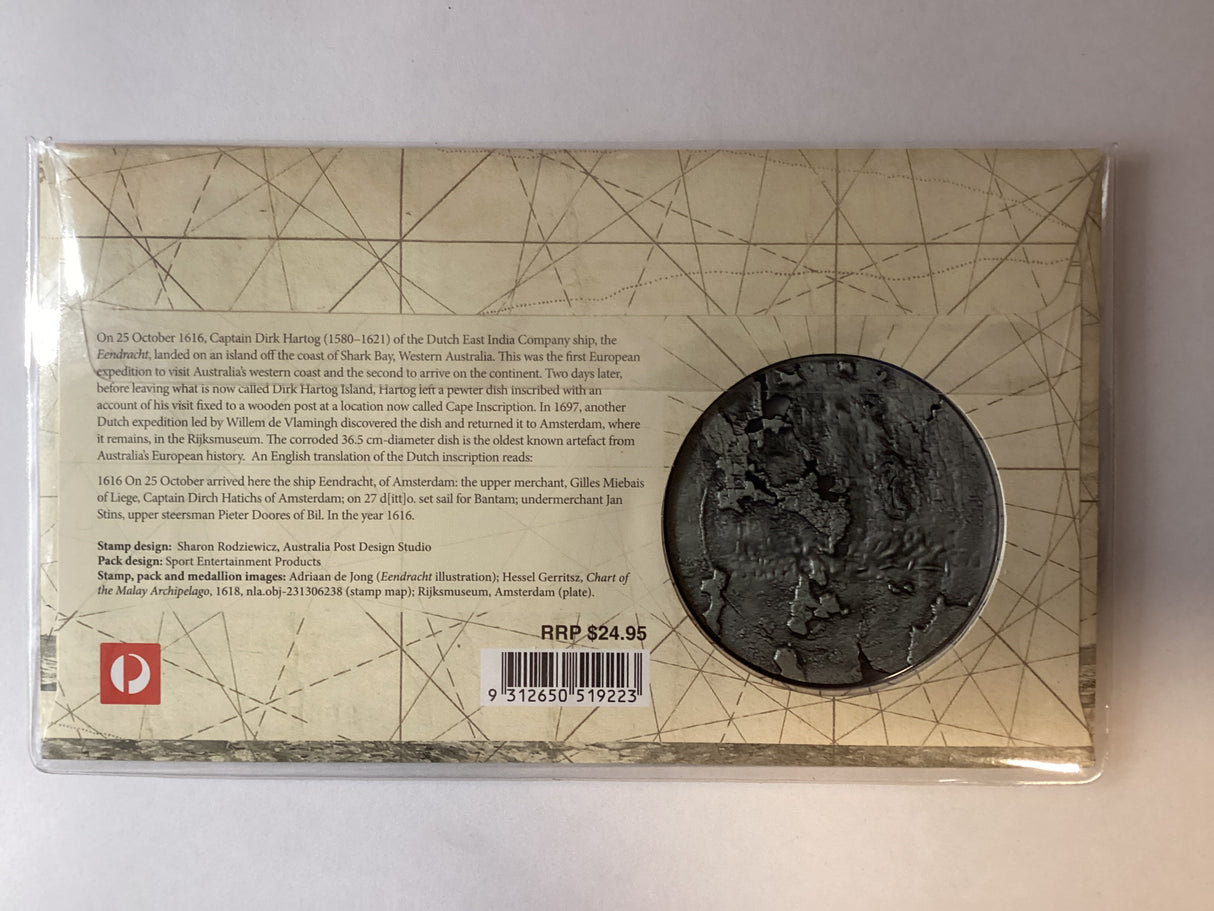 On 25 October 1616, Captain Dirk Hartog (1580–1621) of the Dutch East India Company ship, the
Eendracht, landed on an island off the coast of Shark Bay, Western Australia. This was the first European
expedition to visit Australia's western coast and the second to arrive on the continent. Two days later,
before leaving what is now called Dirk Hartog Island, Hartog left a pewter dish inscribed with an
account of his visit fixed to a wooden post at a location now called Cape Inscription. In 1697, another
Dutch expedition led by Willem de Vlamingh discovered the dish and returned it to Amsterdam, where
it remains, in the Rijksmuseum. The corroded 36.5 cm-diameter dish is the oldest known artefact from
Australia's European history. An English translation of the Dutch inscription reads:
1616 On 25 October arrived here the ship Eendracht, of Amsterdam: the upper merchant, Gilles Miebais
of Liege, Captain Dirch Hatichs of Amsterdam; on 27 d[itt]o. set sail for Bantam; undermerchant Jan
Stins, upper steersman Pieter Doores of Bil. In the year 1616.
Stamp design: Sharon Rodziewicz, Australia Post Design Studio
Pack design: Sport Entertainment Products
Stamp, pack and medallion images: Adriaan de Jong (Eendracht illustration); Hessel Gerritsz, Chart of
the Malay Archipelago, 1618, nla.obj-231306238 (stamp map); Rijksmuseum, Amsterdam (plate).
RRP $24.95
9 312650 519223